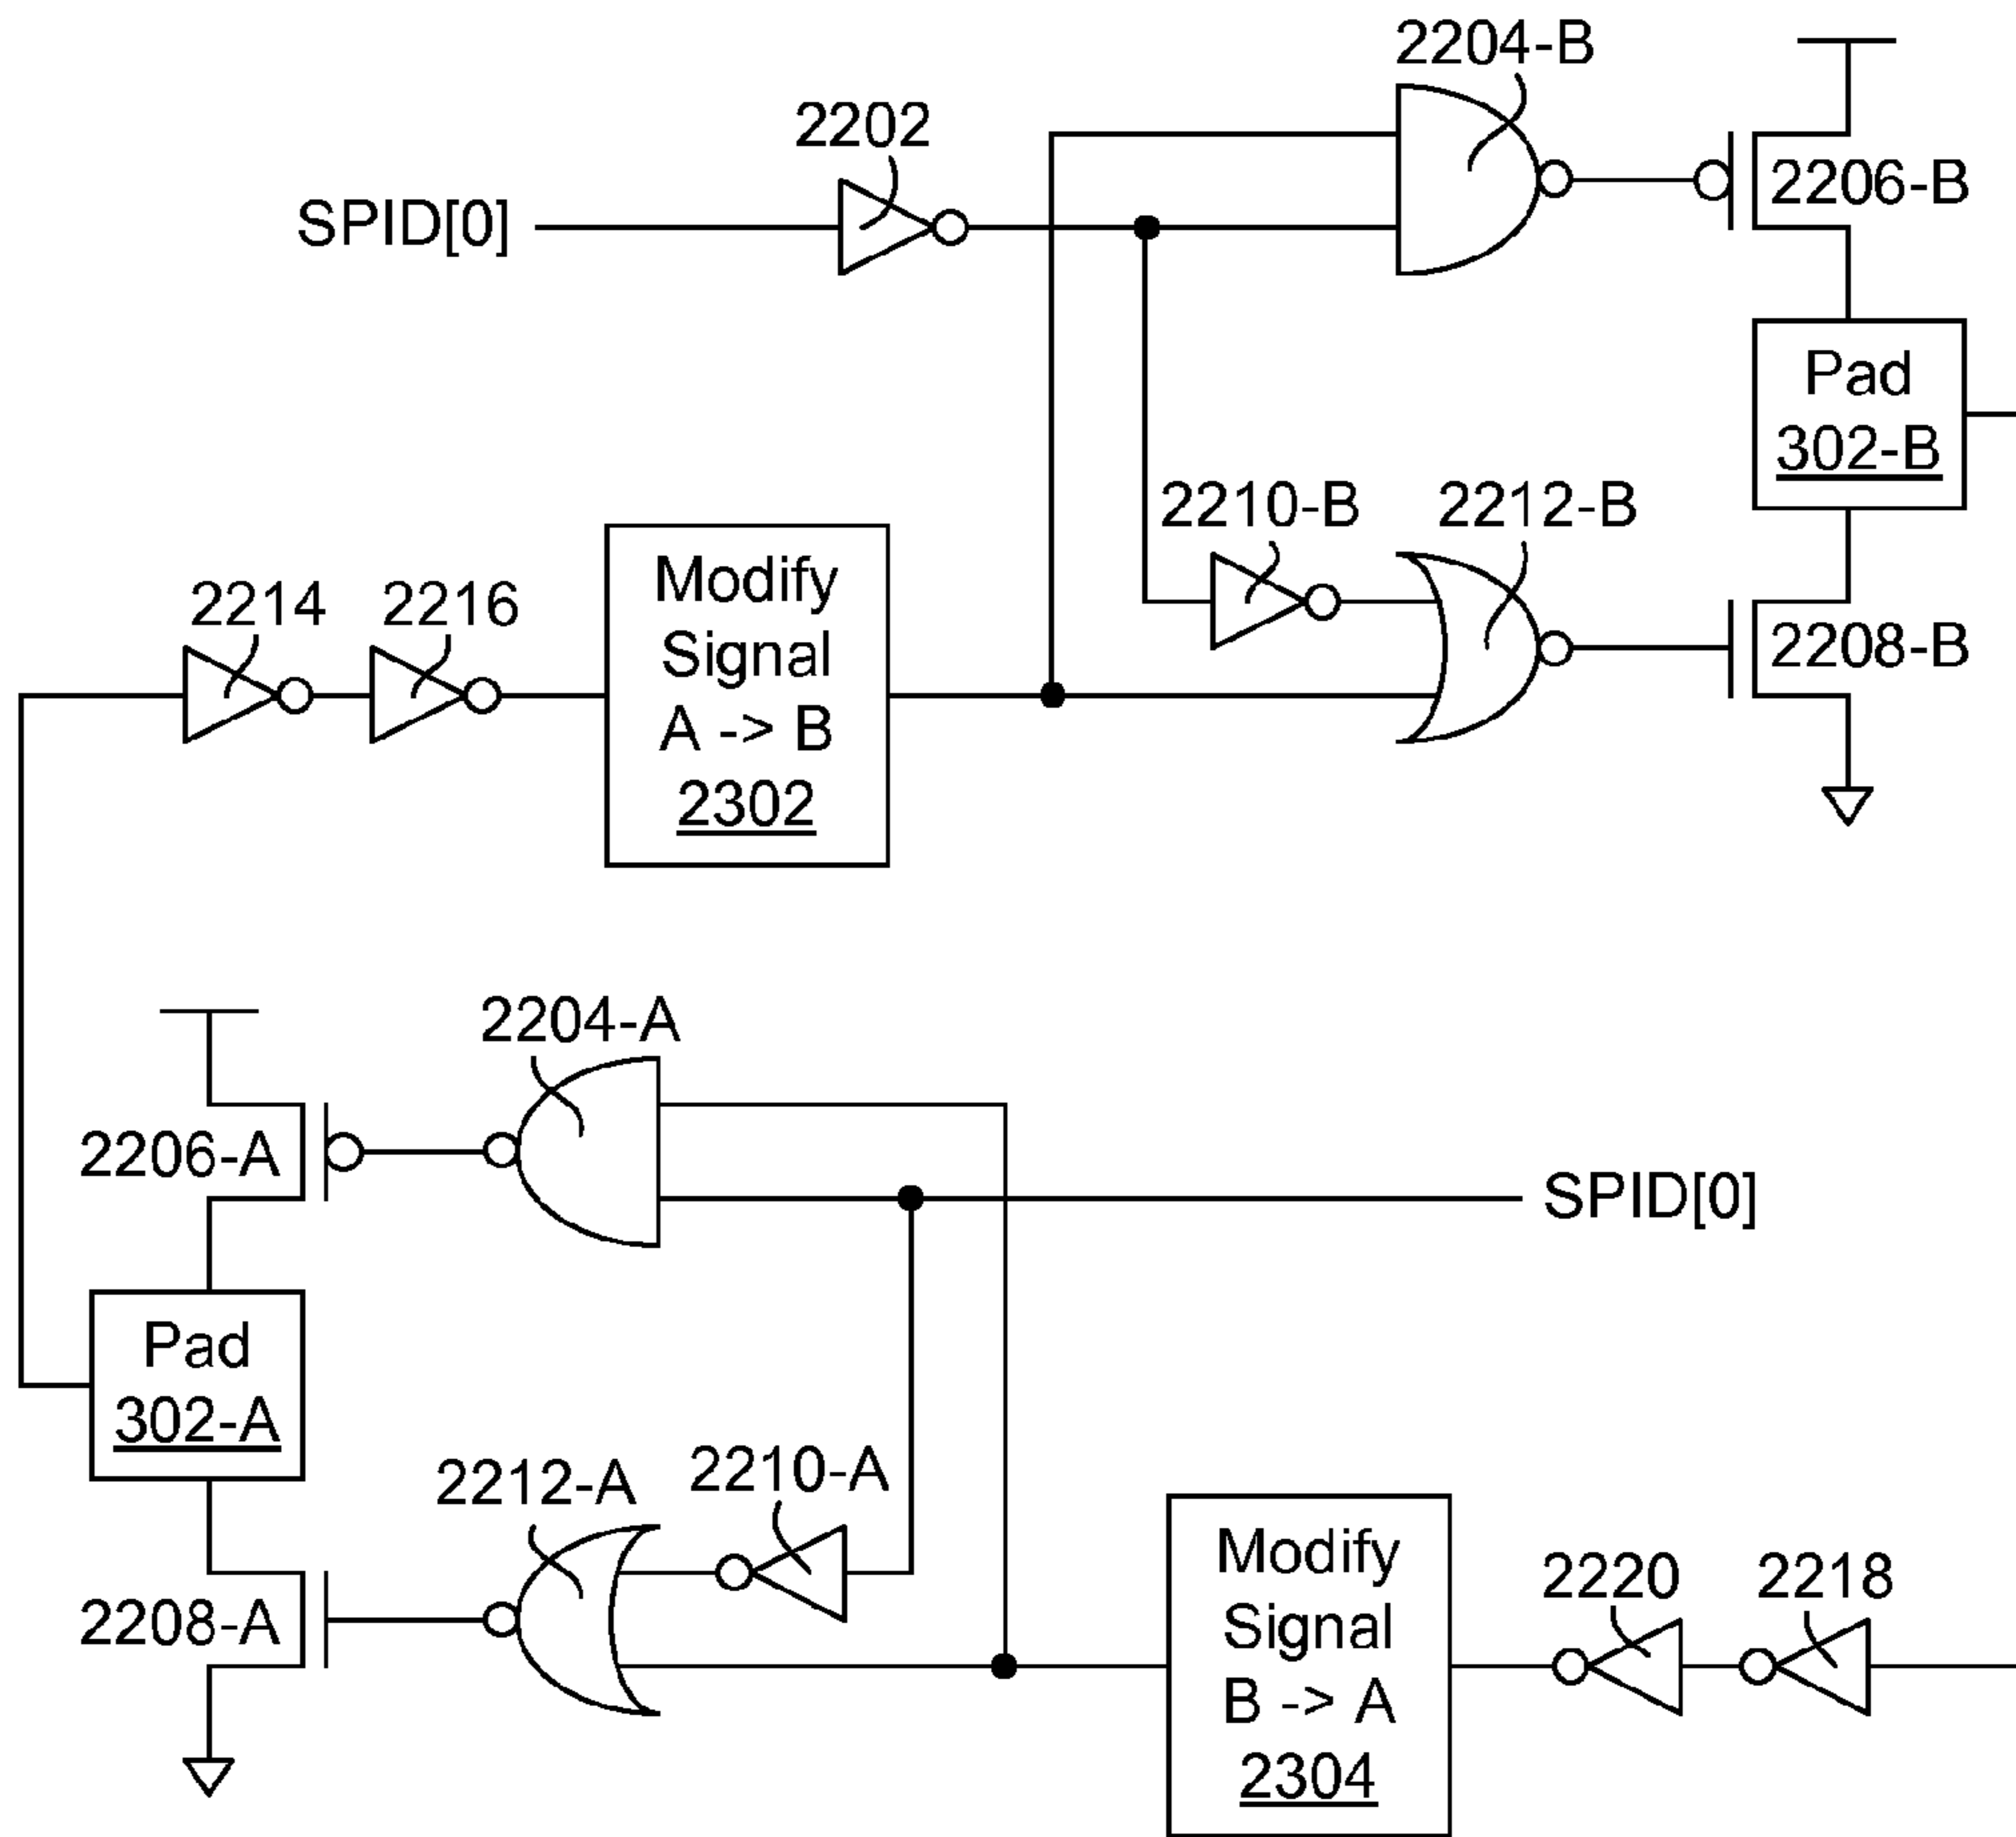 2204-B
2202
2206-B
SPID[0]
Pad
302-B
2210-B
2212-B
2214
2216
Modify
Signal
A -> B
2302
2208-B
2204-A
2206-A
SPID[0]
Pad
302-A
2212-A
2210-A
2208-A
Modify
Signal
B -> A
2304
2220
2218